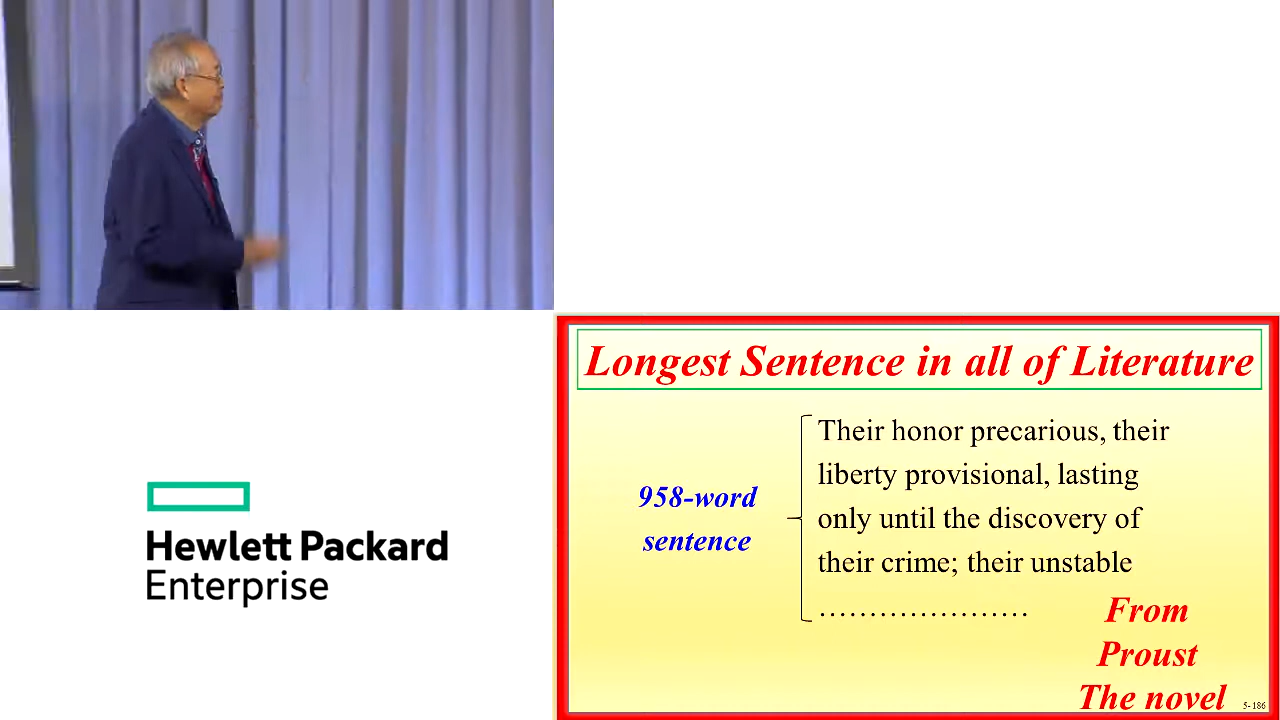 Longest Sentence in all of Literature
958-word
sentence
Their honor precarious, their
liberty provisional, lasting
only until the discovery of
their crime; their unstable
.....................
From
Proust
The novel
5-186
Hewlett Packard
Enterprise